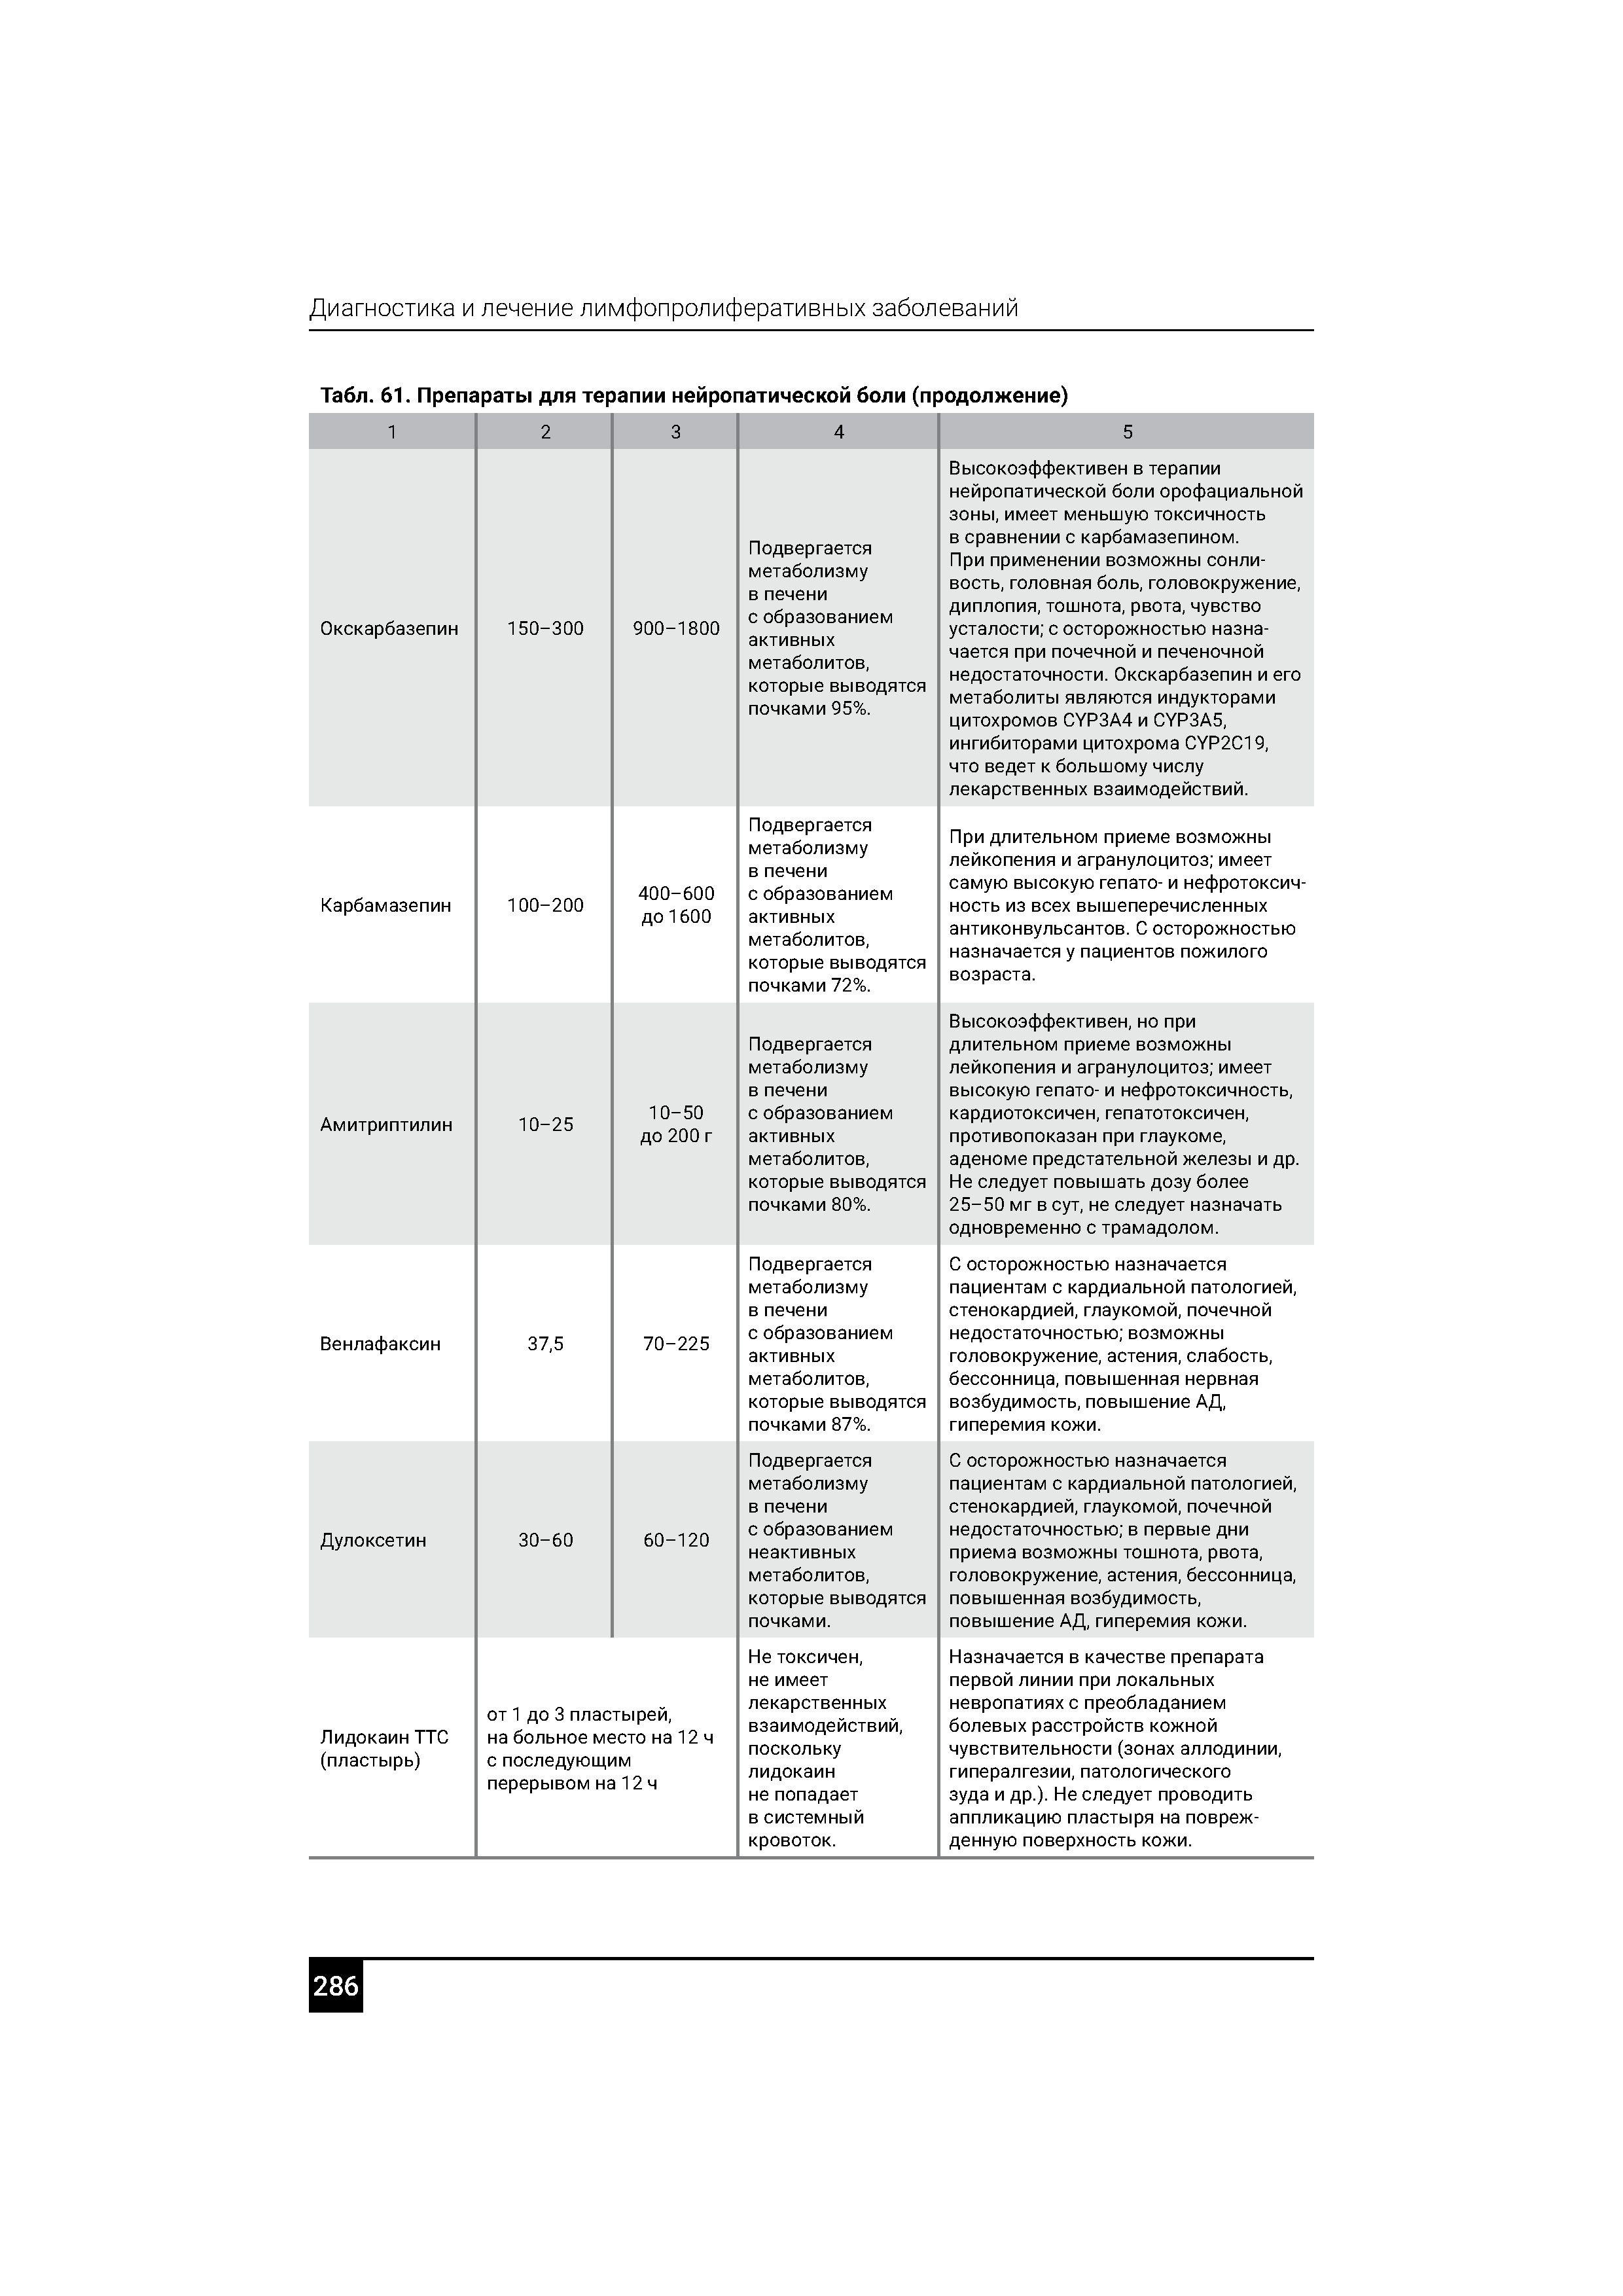 Диагностика и лечение лимфопролиферативных заболеваний
Табл. 61. Препараты для терапии нейропатической боли (продолжение)
1 2 3 4 5
Окскарбазепин
150–300
900–1800
Подвергается
метаболизму
в печени
с образованием
активных
метаболитов,
которые выводятся
почками 95%.
Высокоэффективен в терапии
нейропатической боли орофациальной
зоны, имеет меньшую токсичность
в сравнении с карбамазепином.
При применении возможны сонли-
вость, головная боль, головокружение,
диплопия, тошнота, рвота, чувство
усталости; с осторожностью назна-
чается при почечной и печеночной
недостаточности. Окскарбазепин и его
метаболиты являются индукторами
цитохромов CYP3A4 и CYP3A5,
ингибиторами цитохрома CYP2C19,
что ведет к большому числу
лекарственных взаимодействий.
Карбамазепин
100–200
400–600
до 1600
Подвергается
метаболизму
в печени
с образованием
активных
метаболитов,
которые выводятся
почками 72%.
При длительном приеме возможны
лейкопения и агранулоцитоз; имеет
самую высокую гепато- и нефротоксич-
ность из всех вышеперечисленных
антиконвульсантов. С осторожностью
назначается у пациентов пожилого
возраста.
Амитриптилин
10–25
10–50
до 200 г
Подвергается
метаболизму
в печени
с образованием
активных
метаболитов,
которые выводятся
почками 80%.
Высокоэффективен, но при
длительном приеме возможны
лейкопения и агранулоцитоз; имеет
высокую гепато- и нефротоксичность,
кардиотоксичен, гепатотоксичен,
противопоказан при глаукоме,
аденоме предстательной железы и др.
Не следует повышать дозу более
25–50 мг в сут, не следует назначать
одновременно с трамадолом.
Венлафаксин
37,5
70–225
Подвергается
метаболизму
в печени
с образованием
активных
метаболитов,
которые выводятся
почками 87%.
С осторожностью назначается
пациентам с кардиальной патологией,
стенокардией, глаукомой, почечной
недостаточностью; возможны
головокружение, астения, слабость,
бессонница, повышенная нервная
возбудимость, повышение АД,
гиперемия кожи.
Дулоксетин
30–60
60–120
Подвергается
метаболизму
в печени
с образованием
неактивных
метаболитов,
которые выводятся
почками.
С осторожностью назначается
пациентам с кардиальной патологией,
стенокардией, глаукомой, почечной
недостаточностью; в первые дни
приема возможны тошнота, рвота,
головокружение, астения, бессонница,
повышенная возбудимость,
повышение АД, гиперемия кожи.
Лидокаин ТТС
(пластырь)
от 1 до 3 пластырей,
на больное место на 12 ч
с последующим
перерывом на 12 ч
Не токсичен,
не имеет
лекарственных
взаимодействий,
поскольку
лидокаин
не попадает
в системный
кровоток.
Назначается в качестве препарата
первой линии при локальных
невропатиях с преобладанием
болевых расстройств кожной
чувствительности (зонах аллодинии,
гипералгезии, патологического
зуда и др.). Не следует проводить
аппликацию пластыря на повреж-
денную поверхность кожи.
286